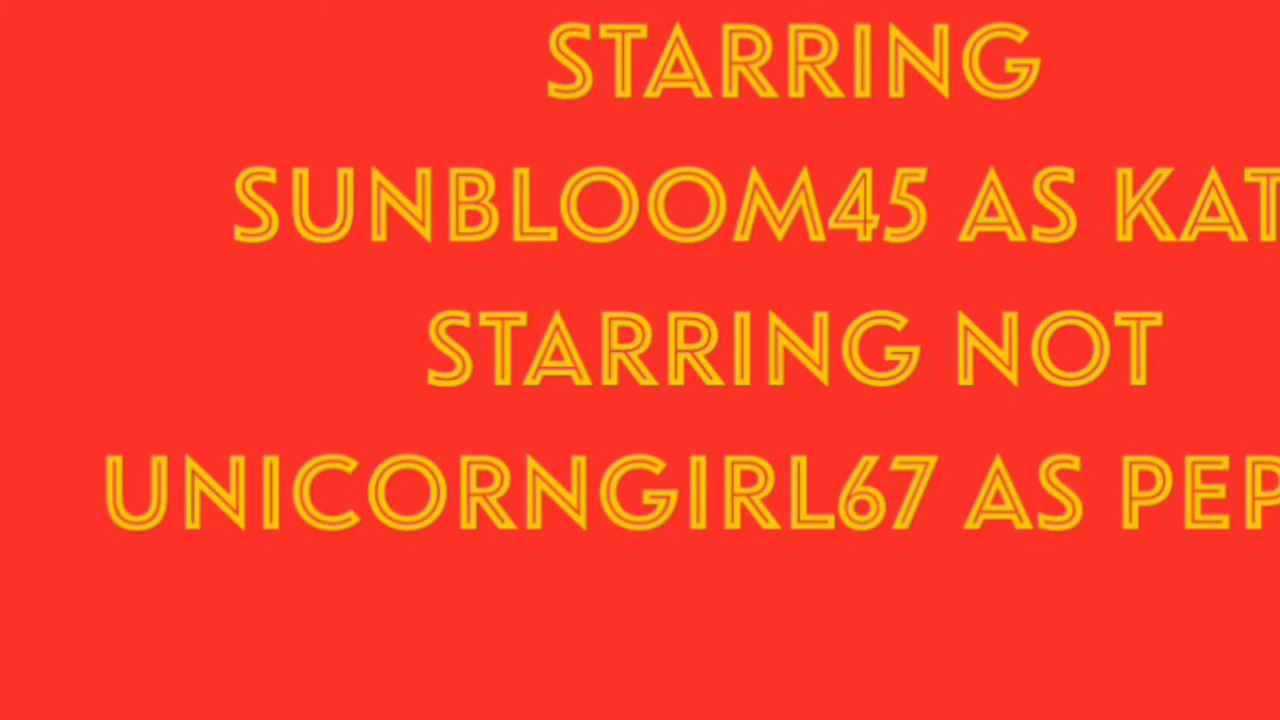 STARRING
SUNBLOOM45 AS KAT
STARRING NOT
UNICORNGIRL67 AS PEP